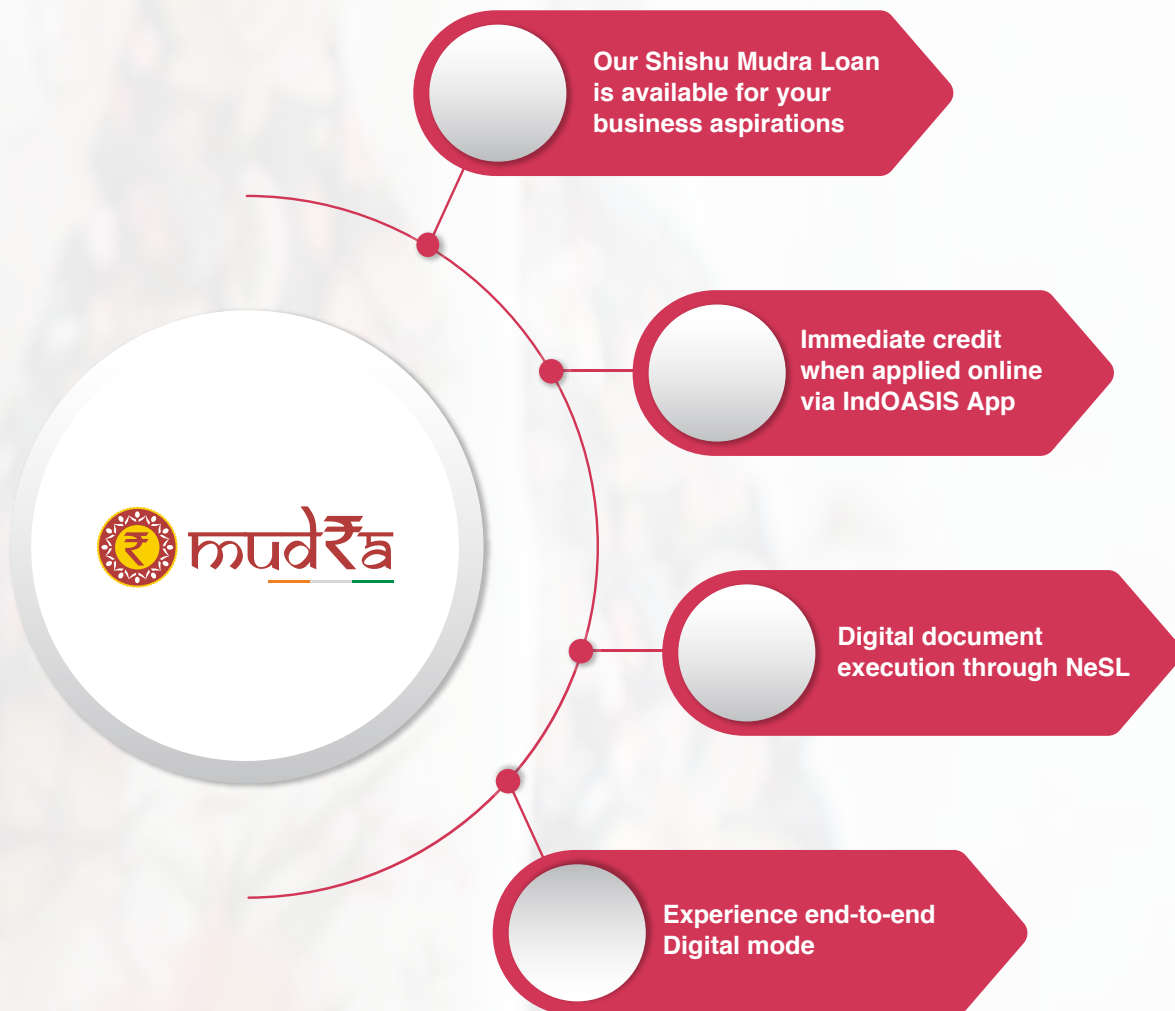 Our Shishu Mudra Loan
is available for your
business aspirations
Immediate credit
when applied online
via IndOASIS App
₹ mud₹a
Digital document
execution through NeSL
Experience end-to-end
Digital mode